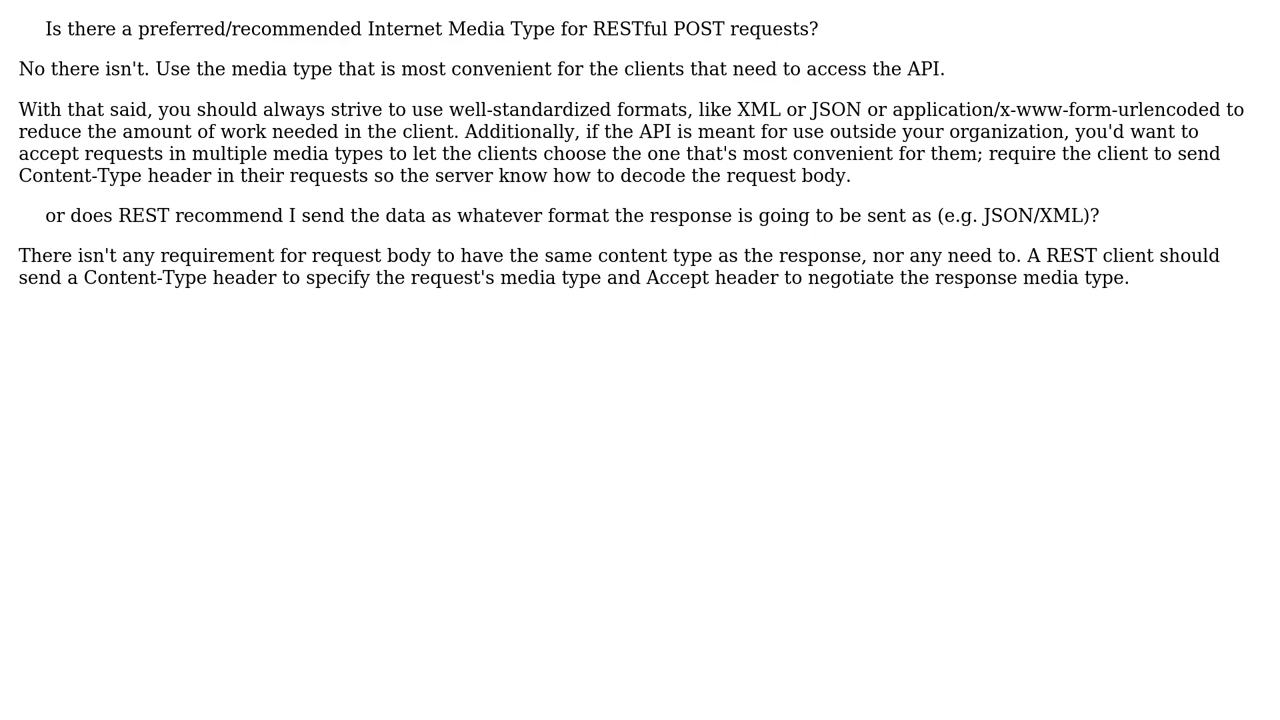 Is there a preferred/recommended Internet Media Type for RESTful POST requests?
No there isn't. Use the media type that is most convenient for the clients that need to access the API.
With that said, you should always strive to use well-standardized formats, like XML or JSON or application/x-www-form-urlencoded to
reduce the amount of work needed in the client. Additionally, if the API is meant for use outside your organization, you'd want to
accept requests in multiple media types to let the clients choose the one that's most convenient for them; require the client to send
Content-Type header in their requests so the server know how to decode the request body.
or does REST recommend I send the data as whatever format the response is going to be sent as (e.g. JSON/XML)?
There isn't any requirement for request body to have the same content type as the response, nor any need to. A REST client should
send a Content-Type header to specify the request's media type and Accept header to negotiate the response media type.